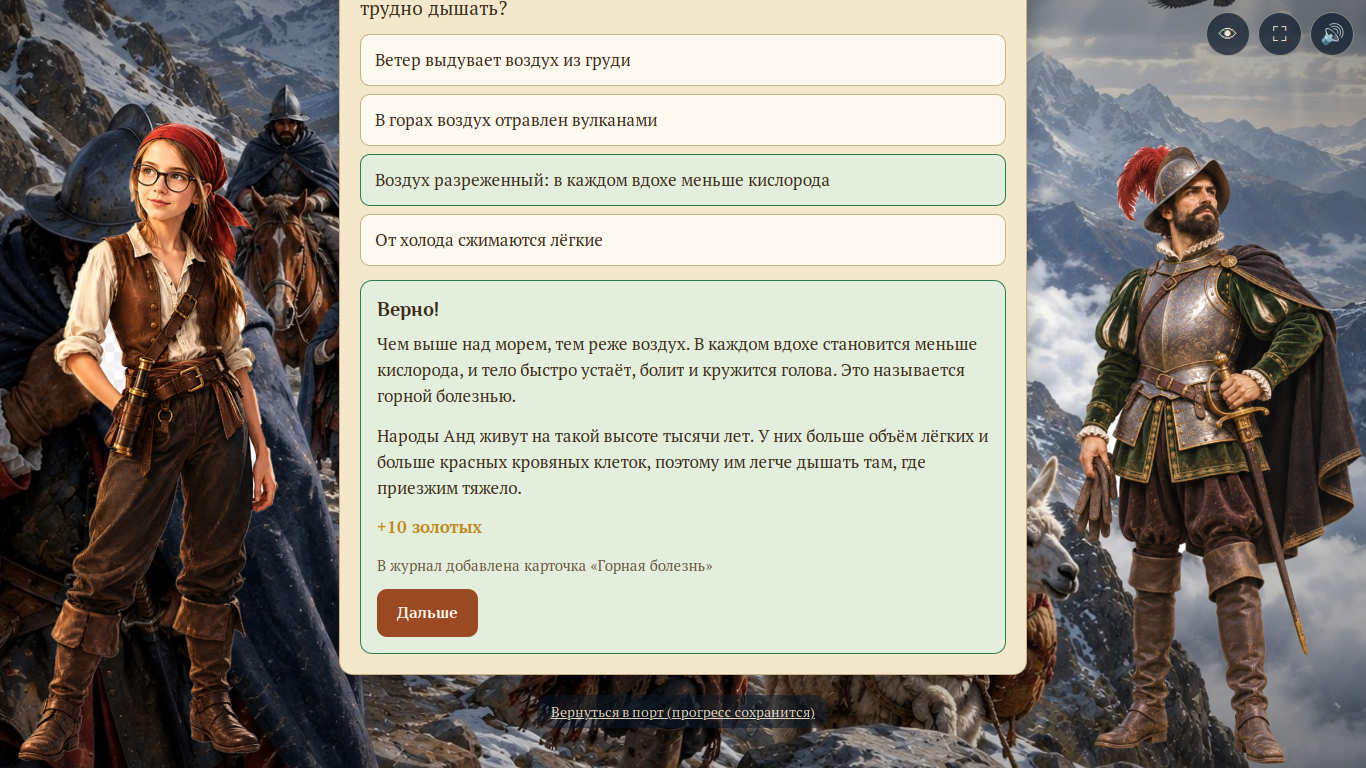 трудно дышать?
Ветер выдувает воздух из груди
В горах воздух отравлен вулканами
Воздух разреженный: в каждом вдохе меньше кислорода
От холода сжимаются лёгкие
Верно!
Чем выше над морем, тем реже воздух. В каждом вдохе становится меньше
кислорода, и тело быстро устаёт, болит и кружится голова. Это называется
горной болезнью.
Народы Анд живут на такой высоте тысячи лет. У них больше объём лёгких и
больше красных кровяных клеток, поэтому им легче дышать там, где
приезжим тяжело.
+10 золотых
В журнал добавлена карточка «Горная болезнь»
Дальше
Вернуться в порт (прогресс сохранится)